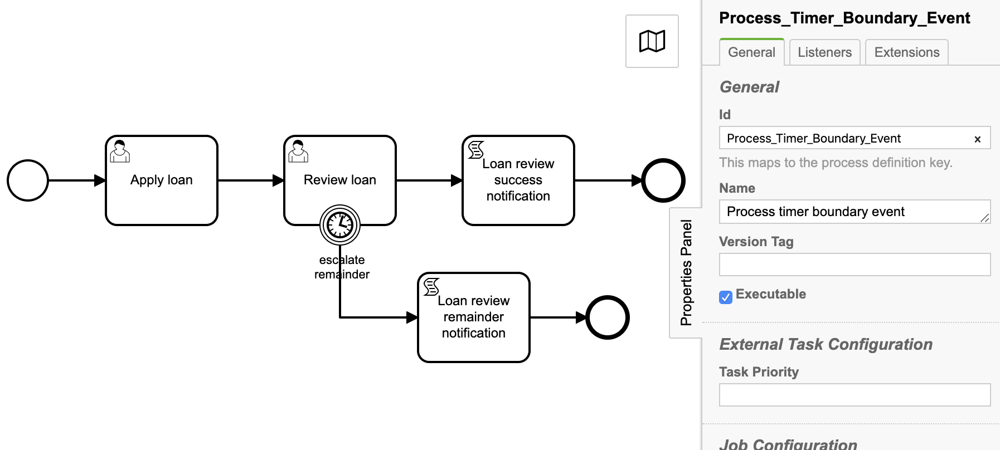 Apply loan
Review loan
Loan review
success
notification
escalate
remainder
Loan review
remainder
notification
Properties Panel
Process_Timer_Boundary_Event
General
Listeners
Extensions
General
Id
Process_Timer_Boundary_Event
×
This maps to the process definition key.
Name
Process timer boundary event
Version Tag
Executable
External Task Configuration
Task Priority
Job Configuration